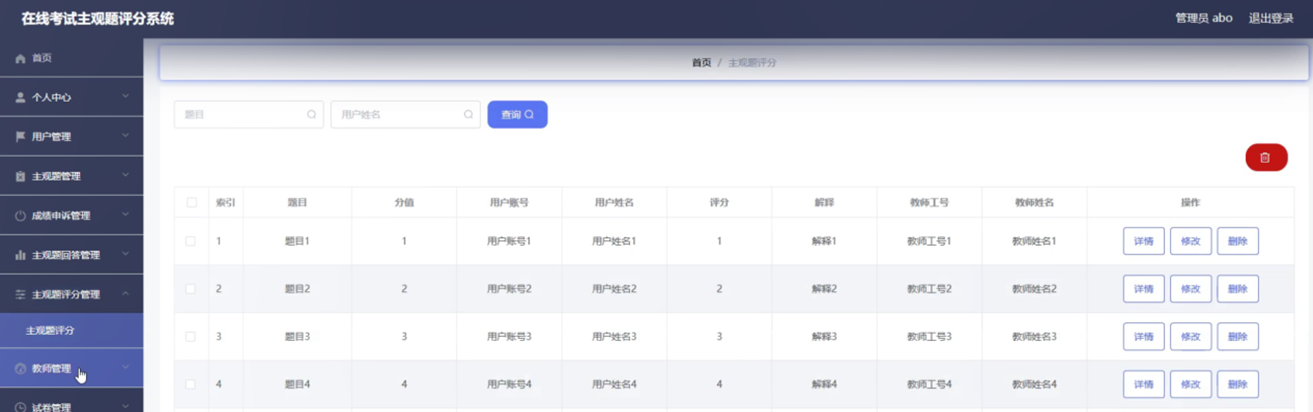 在线考试主观题评分系统
管理员 abo 退出登录
首页
个人中心
用户管理
主观题管理
成绩申诉管理
主观题回答管理
主观题评分管理
主观题评分
教师管理
试卷管理
首页 / 主观题评分
题目 用户姓名 查询
索引 题目 分值 用户账号 用户姓名 评分 解释 教师工号 教师姓名 操作
1 题目1 1 用户账号1 用户姓名1 1 解释1 教师工号1 教师姓名1 详情 修改 删除
2 题目2 2 用户账号2 用户姓名2 2 解释2 教师工号2 教师姓名2 详情 修改 删除
3 题目3 3 用户账号3 用户姓名3 3 解释3 教师工号3 教师姓名3 详情 修改 删除
4 题目4 4 用户账号4 用户姓名4 4 解释4 教师工号4 教师姓名4 详情 修改 删除